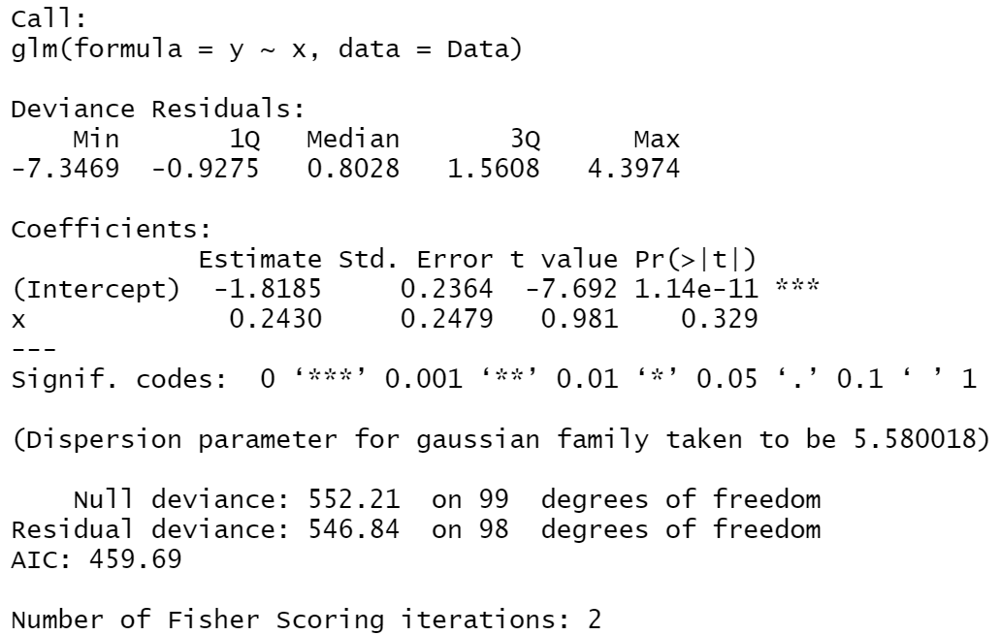 Call:
glm(formula = y ~ x, data = Data)
Deviance Residuals:
    Min       1Q   Median       3Q      Max
-7.3469  -0.9275   0.8028   1.5608   4.3974
Coefficients:
            Estimate Std. Error t value Pr(>|t|)
(Intercept)  -1.8185     0.2364  -7.692 1.14e-11 ***
x             0.2430     0.2479   0.981    0.329
---
Signif. codes:  0 ‘***’ 0.001 ‘**’ 0.01 ‘*’ 0.05 ‘.’ 0.1 ‘ ’ 1
(Dispersion parameter for gaussian family taken to be 5.580018)
    Null deviance: 552.21  on 99  degrees of freedom
Residual deviance: 546.84  on 98  degrees of freedom
AIC: 459.69
Number of Fisher Scoring iterations: 2